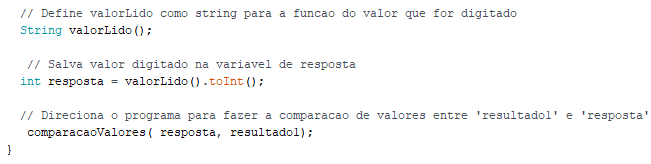 // Define valorLido como string para a funcao do valor que for digitado
String valorLido();
// Salva valor digitado na variavel de resposta
int resposta = valorLido().toInt();
// Direciona o programa para fazer a comparacao de valores entre 'resultado1' e 'resposta'
comparacaoValores( resposta, resultado1);
}